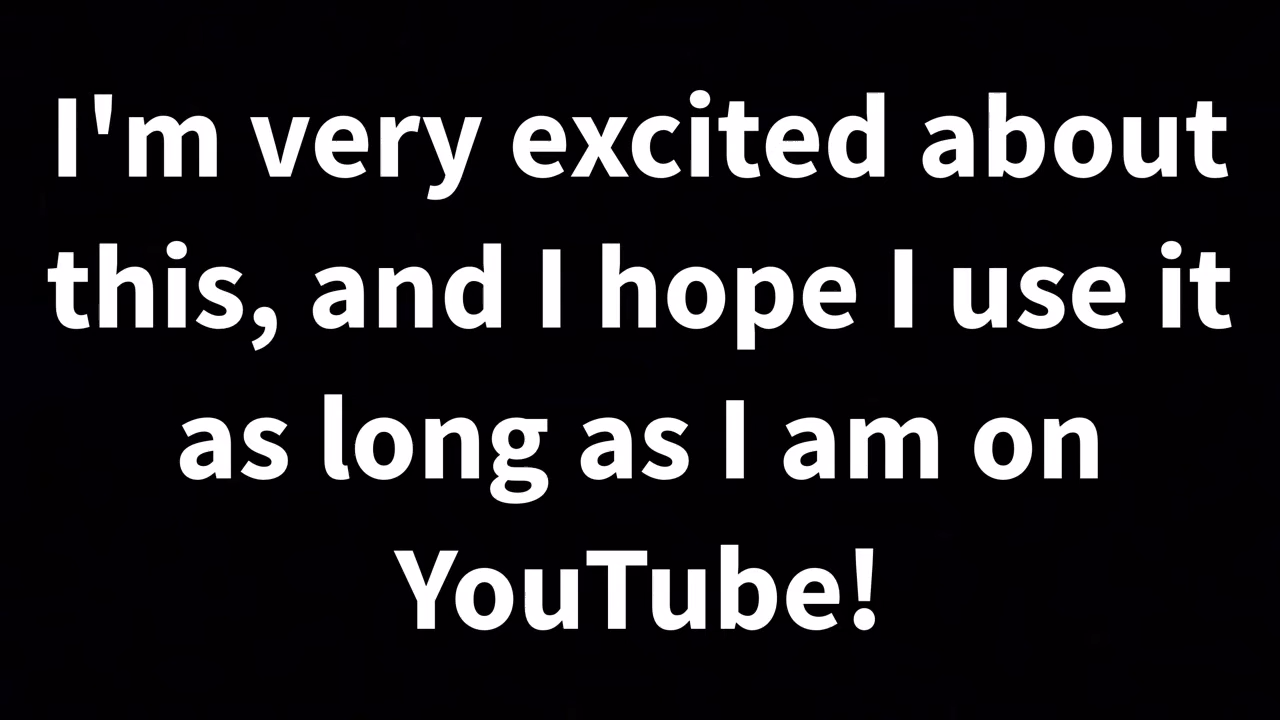 I'm very excited about
this, and I hope I use it
as long as I am on
YouTube!